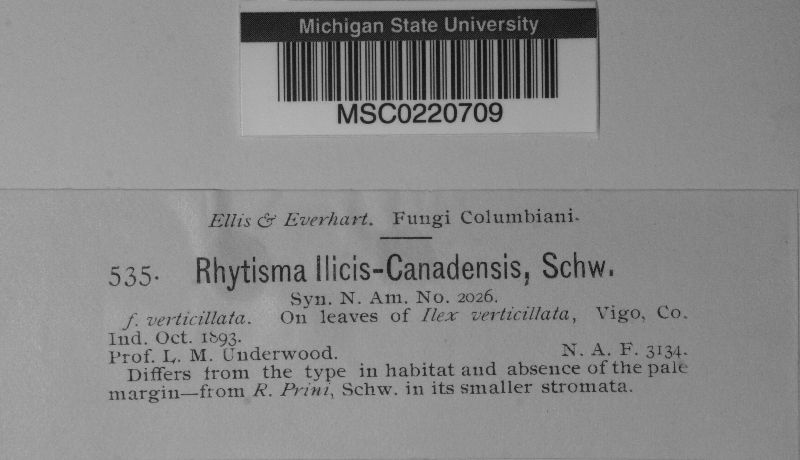 Michigan State University
MSC0220709
Ellis & Everhart. Fungi Columbiani.
535. Rhytisma Ilicis-Canadensis, Schw.
Syn. N. Am. No. 2026.
f. verticillata. On leaves of Ilex verticillata, Vigo, Co.
Ind. Oct. 1893.
Prof. L. M. Underwood. N. A. F. 3134.
Differs from the type in habitat and absence of the pale
margin—from R. Prini, Schw. in its smaller stromata.